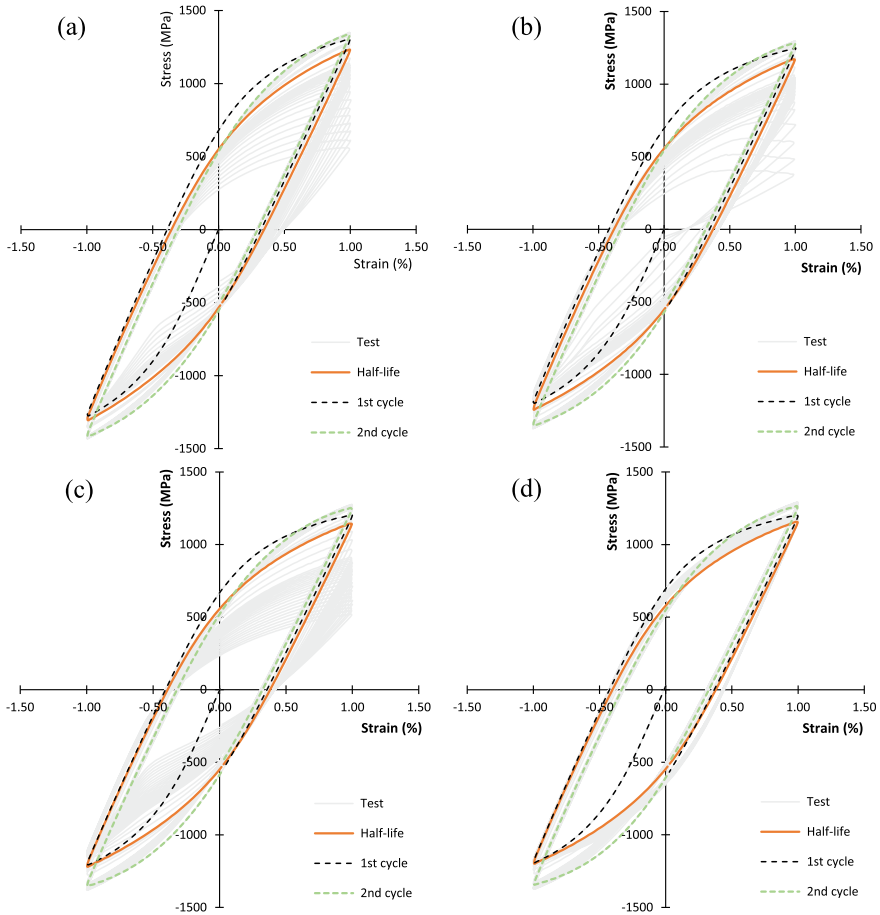 (a)
Stress (MPa)
1500
1000
500
0
-1.50 -1.00 -0.50 0.00 0.50 1.00 1.50
Strain (%)
-500
-1000
-1500
Test
Half-life
1st cycle
2nd cycle
(b)
Stress (MPa)
1500
1000
500
0
-1.50 -1.00 -0.50 0.00 0.50 1.00 1.50
Strain (%)
-500
-1000
-1500
Test
Half-life
1st cycle
2nd cycle
(c)
Stress (MPa)
1500
1000
500
0
-1.50 -1.00 -0.50 0.00 0.50 1.00 1.50
Strain (%)
-500
-1000
-1500
Test
Half-life
1st cycle
2nd cycle
(d)
Stress (MPa)
1500
1000
500
0
-1.50 -1.00 -0.50 0.00 0.50 1.00 1.50
Strain (%)
-500
-1000
-1500
Test
Half-life
1st cycle
2nd cycle